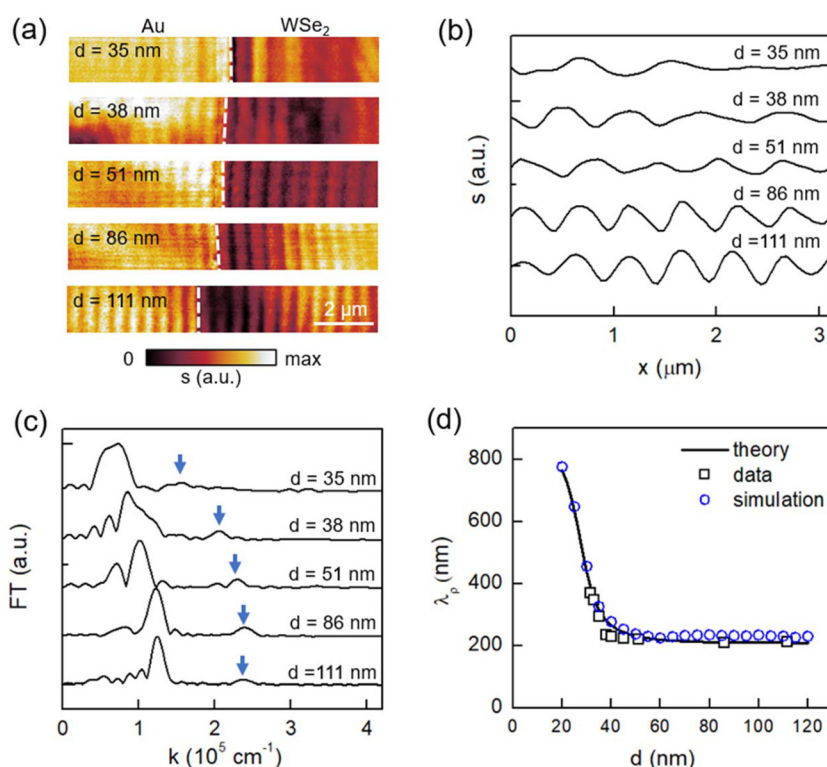 (a)
Au WSe₂
d = 35 nm
d = 38 nm
d = 51 nm
d = 86 nm
d = 111 nm
2 μm
0 max
s (a.u.)
(b)
d = 35 nm
d = 38 nm
d = 51 nm
d = 86 nm
d =111 nm
s (a.u.)
0 1 2 3
x (μm)
(c)
d = 35 nm
d = 38 nm
d = 51 nm
d = 86 nm
d =111 nm
FT (a.u.)
0 1 2 3 4
k (10⁵ cm⁻¹)
(d)
theory
data
simulation
800
600
400
200
0
λρ (nm)
0 20 40 60 80 100 120
d (nm)